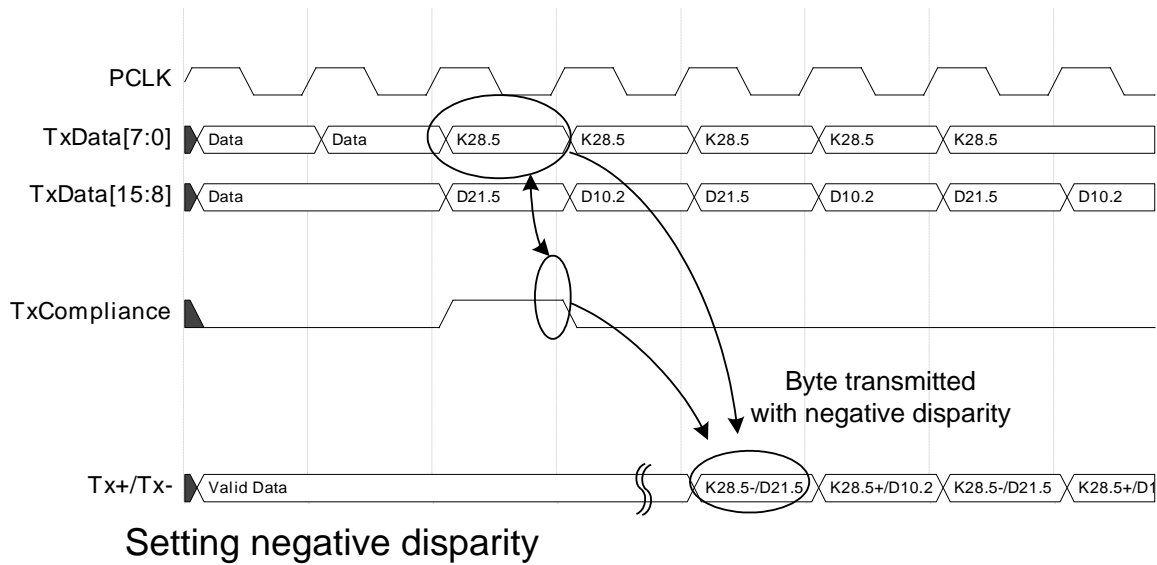 PCLK
TxData[7:0] Data Data K28.5 K28.5 K28.5 K28.5 K28.5
TxData[15:8] Data D21.5 D10.2 D21.5 D10.2 D21.5 D10.2
TxCompliance
Byte transmitted
with negative disparity
Tx+/Tx- Valid Data K28.5-/D21.5 K28.5+/D10.2 K28.5-/D21.5 K28.5+/D1
Setting negative disparity